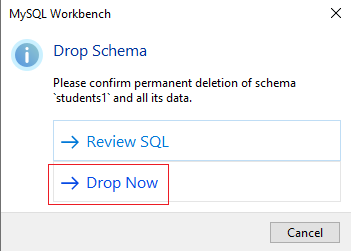 MySQL Workbench
Drop Schema
Please confirm permanent deletion of schema
`students1` and all its data.
→ Review SQL
→ Drop Now
Cancel